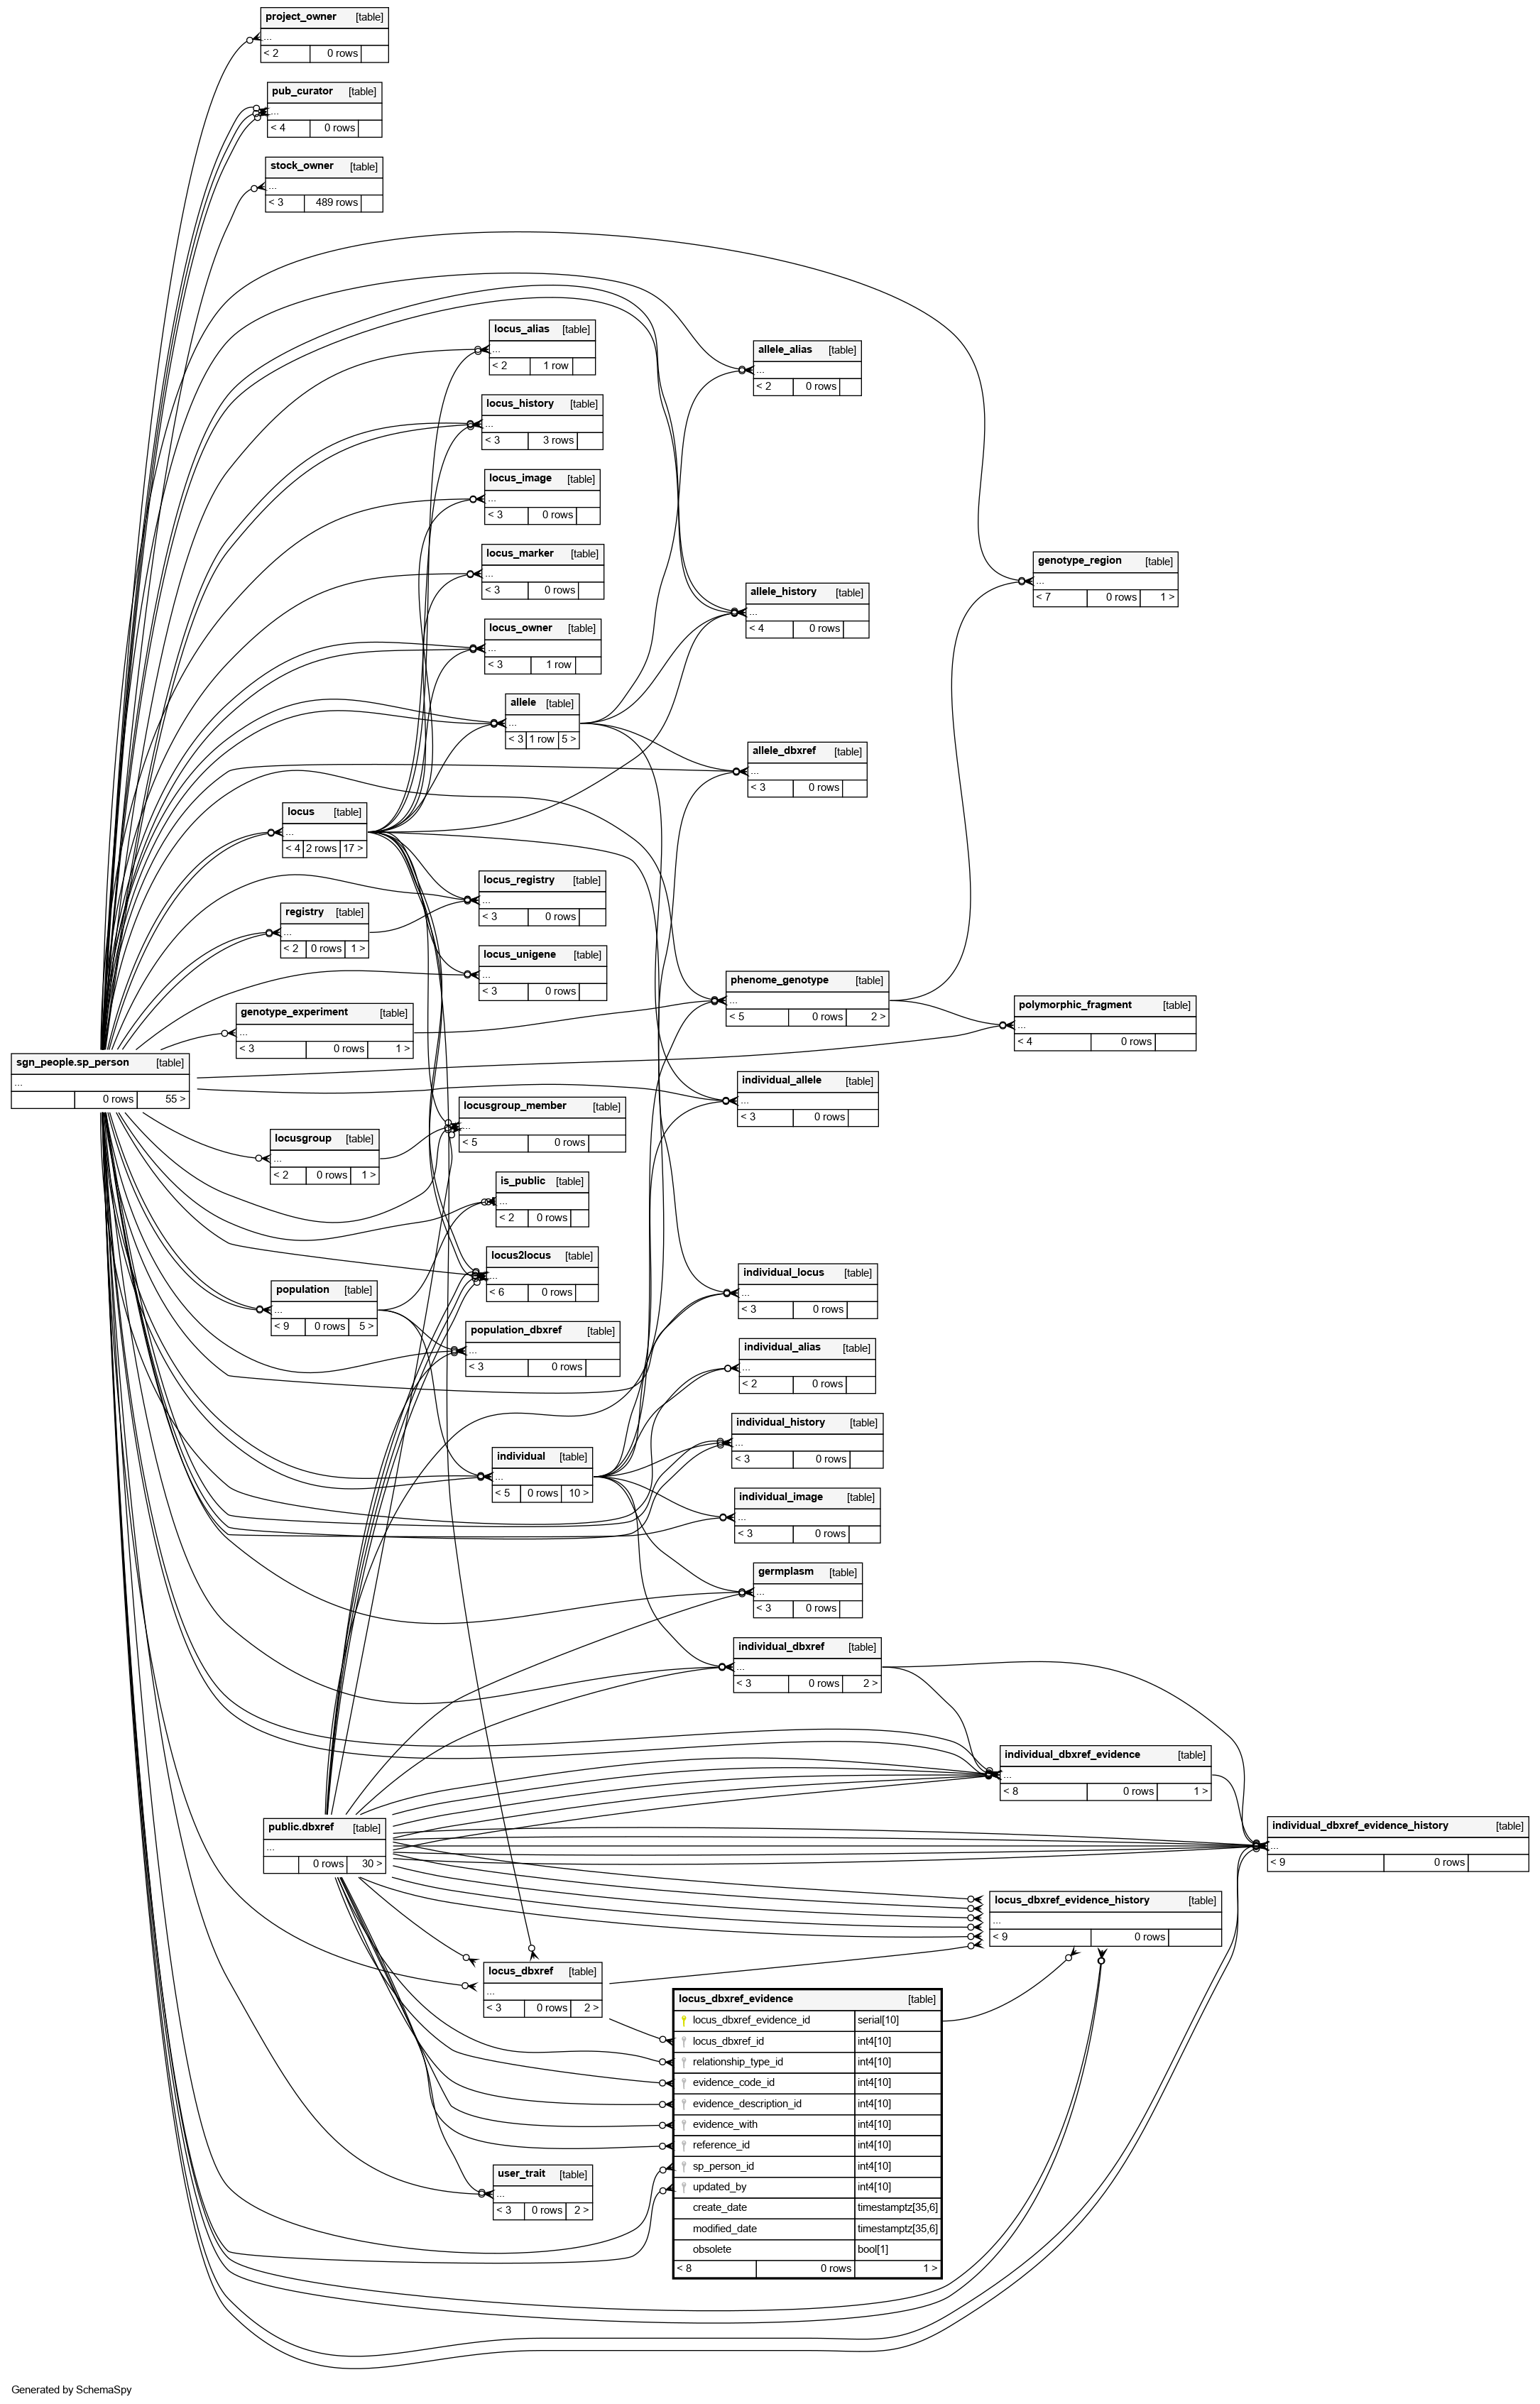 project_owner [table]
...
< 2 0 rows
pub_curator [table]
...
< 4 0 rows
stock_owner [table]
...
< 3 489 rows
locus_alias [table]
...
< 2 1 row
allele_alias [table]
...
< 2 0 rows
locus_history [table]
...
< 3 3 rows
locus_image [table]
...
< 3 0 rows
locus_marker [table]
...
< 3 0 rows
genotype_region [table]
...
< 7 0 rows 1 >
allele_history [table]
...
< 4 0 rows
locus_owner [table]
...
< 3 1 row
allele [table]
...
< 3 1 row 5 >
allele_dbxref [table]
...
< 3 0 rows
locus [table]
...
< 4 2 rows 17 >
locus_registry [table]
...
< 3 0 rows
registry [table]
...
< 2 0 rows 1 >
locus_unigene [table]
...
< 3 0 rows
phenome_genotype [table]
...
< 5 0 rows 2 >
polymorphic_fragment [table]
...
< 4 0 rows
genotype_experiment [table]
...
< 3 0 rows 1 >
sgn_people.sp_person [table]
...
0 rows 55 >
individual_allele [table]
...
< 3 0 rows
locusgroup_member [table]
...
< 5 0 rows
locusgroup [table]
...
< 2 0 rows 1 >
is_public [table]
...
< 2 0 rows
locus2locus [table]
...
< 6 0 rows
individual_locus [table]
...
< 3 0 rows
population [table]
...
< 9 0 rows 5 >
population_dbxref [table]
...
< 3 0 rows
individual_alias [table]
...
< 2 0 rows
individual_history [table]
...
< 3 0 rows
individual [table]
...
< 5 0 rows 10 >
individual_image [table]
...
< 3 0 rows
germplasm [table]
...
< 3 0 rows
individual_dbxref [table]
...
< 3 0 rows 2 >
individual_dbxref_evidence [table]
...
< 8 0 rows 1 >
public.dbxref [table]
...
0 rows 30 >
individual_dbxref_evidence_history [table]
...
< 9 0 rows
locus_dbxref_evidence_history [table]
...
< 9 0 rows
locus_dbxref [table]
...
< 3 0 rows 2 >
locus_dbxref_evidence [table]
locus_dbxref_evidence_id serial[10]
locus_dbxref_id int4[10]
relationship_type_id int4[10]
evidence_code_id int4[10]
evidence_description_id int4[10]
evidence_with int4[10]
reference_id int4[10]
sp_person_id int4[10]
updated_by int4[10]
create_date timestamptz[35,6]
modified_date timestamptz[35,6]
obsolete bool[1]
< 8 0 rows 1 >
user_trait [table]
...
< 3 0 rows 2 >
Generated by SchemaSpy